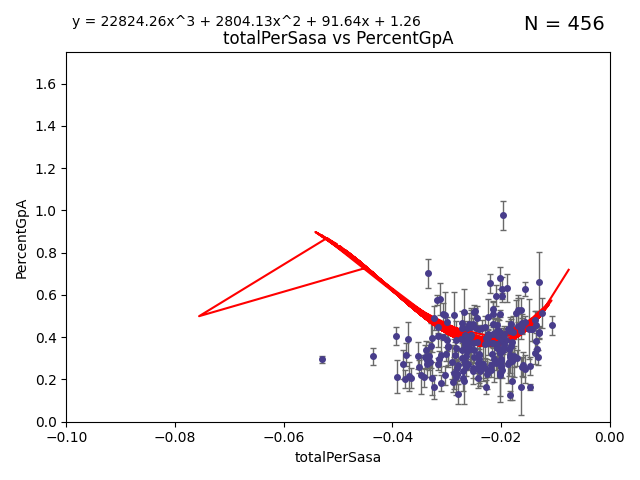 y = 22824.26x^3 + 2804.13x^2 + 91.64x + 1.26
N = 456
totalPerSasa vs PercentGpA
PercentGpA
1.6
1.4
1.2
1.0
0.8
0.6
0.4
0.2
0.0
−0.10 −0.08 −0.06 −0.04 −0.02 0.00
totalPerSasa